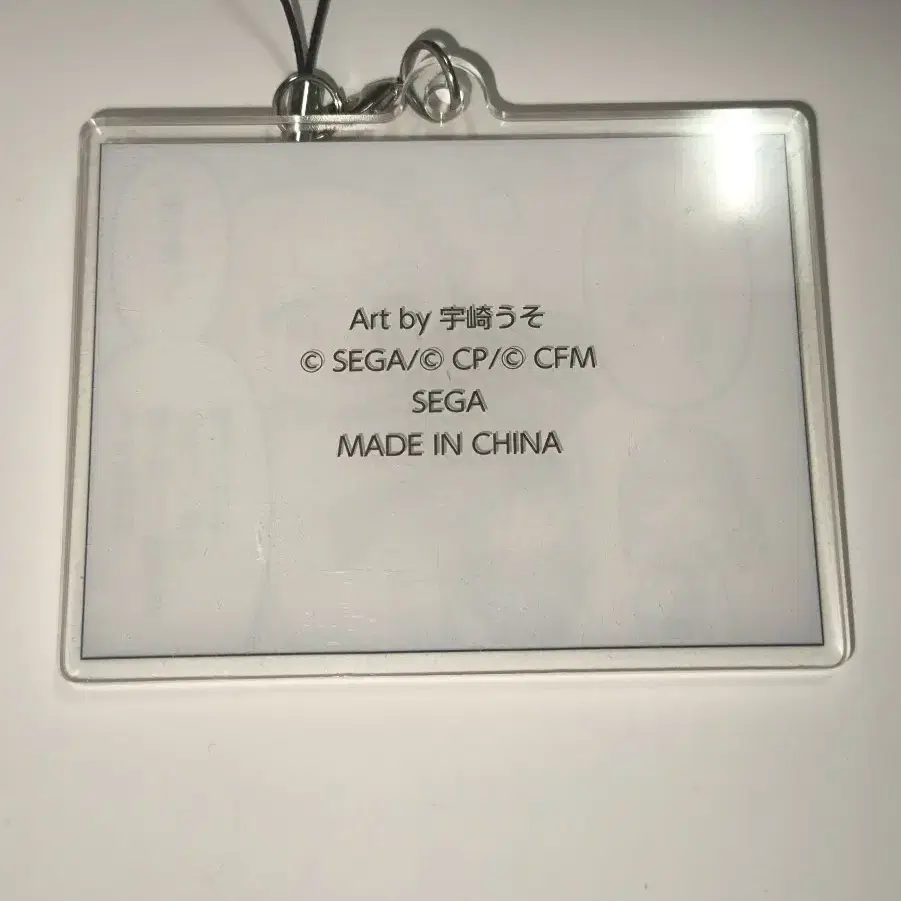 Art by 宇崎うそ
© SEGA/© CP/© CFM
SEGA
MADE IN CHINA